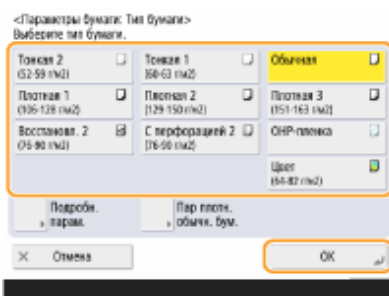 <Параметры бумаги: Тип бумаги>
Выберите тип бумаги.
Тонкая 2
(52-59 г/м2)
Тонкая 1
(60-63 г/м2)
Обычная
Плотная 1
(106-128 г/м2)
Плотная 2
(129-150 г/м2)
Плотная 3
(151-163 г/м2)
Восстановл. 2
(76-90 г/м2)
С перфорацией 2
(76-90 г/м2)
OHP-пленка
Цвет
(64-82 г/м2)
Подробн.
парам.
Пар плотн.
обычн. бум.
Отмена
OK